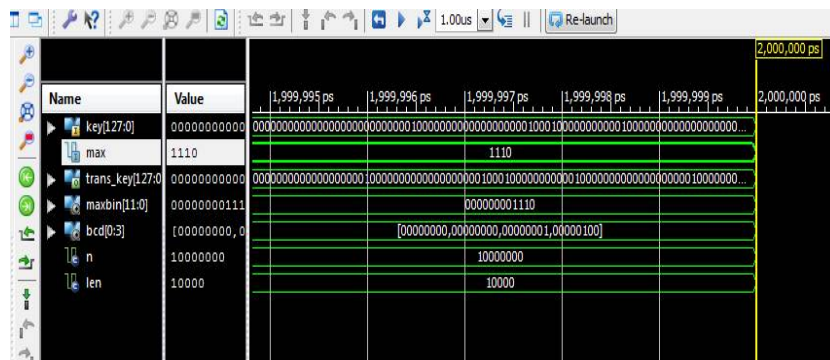 1.00us Re-launch
2,000,000 ps
Name Value 1,999,995 ps 1,999,996 ps 1,999,997 ps 1,999,998 ps 1,999,999 ps 2,000,000 ps
key[127:0] 00000000000
max 1110 1110
trans_key[127:0 00000000000
maxbin[11:0] 00000000111 000000001110
bcd[0:3] [00000000,0 [00000000,00000000,00000001,00000100]
n 10000000 10000000
len 10000 10000